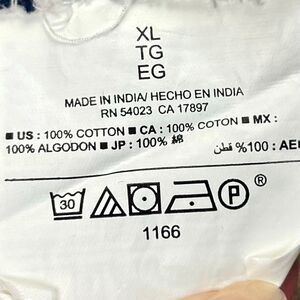 XL
TG
EG
MADE IN INDIA/ HECHO EN INDIA
RN 54023 CA 17897
■ US : 100% COTTON ■ CA : 100% COTON ■ MX :
100% ALGODON ■ JP : 100% 綿 %100 قطن : AE
30 P ®
1166